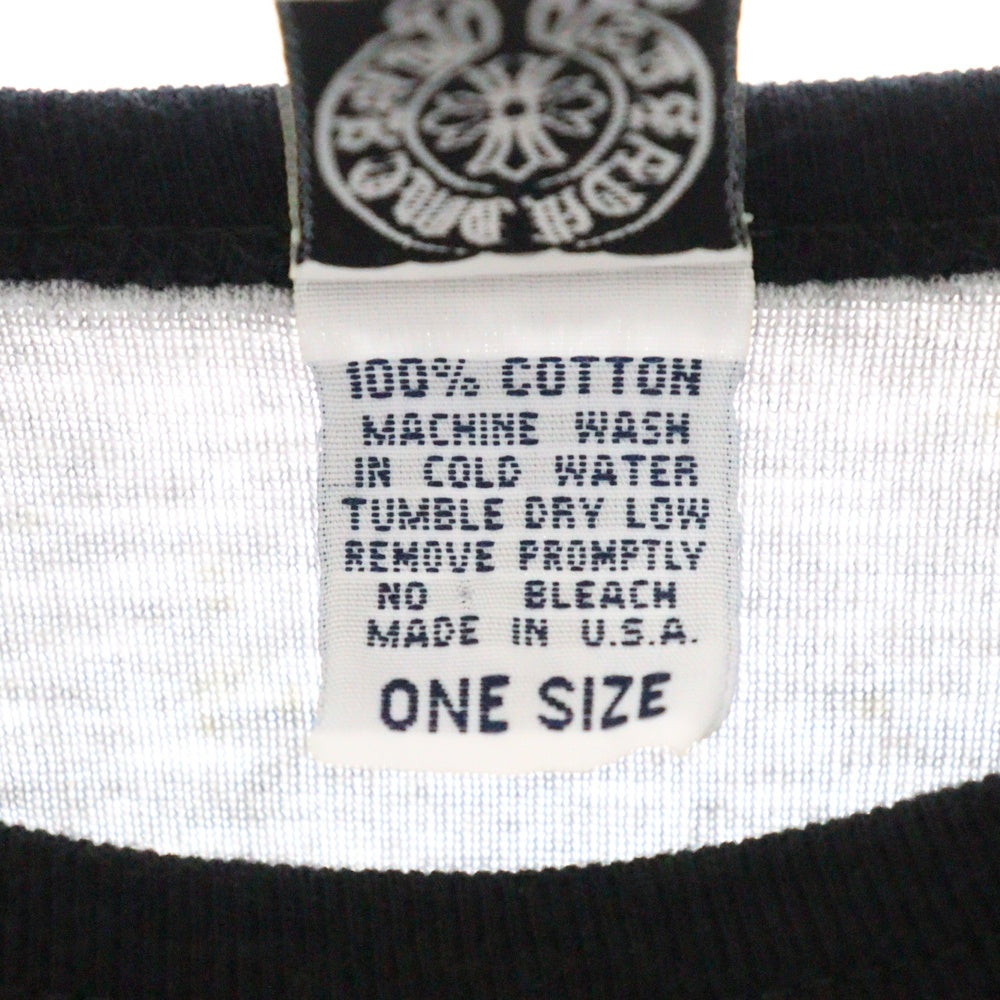 100% COTTON
MACHINE WASH
IN COLD WATER
TUMBLE DRY LOW
REMOVE PROMPTLY
NO BLEACH
MADE IN U.S.A.
ONE SIZE